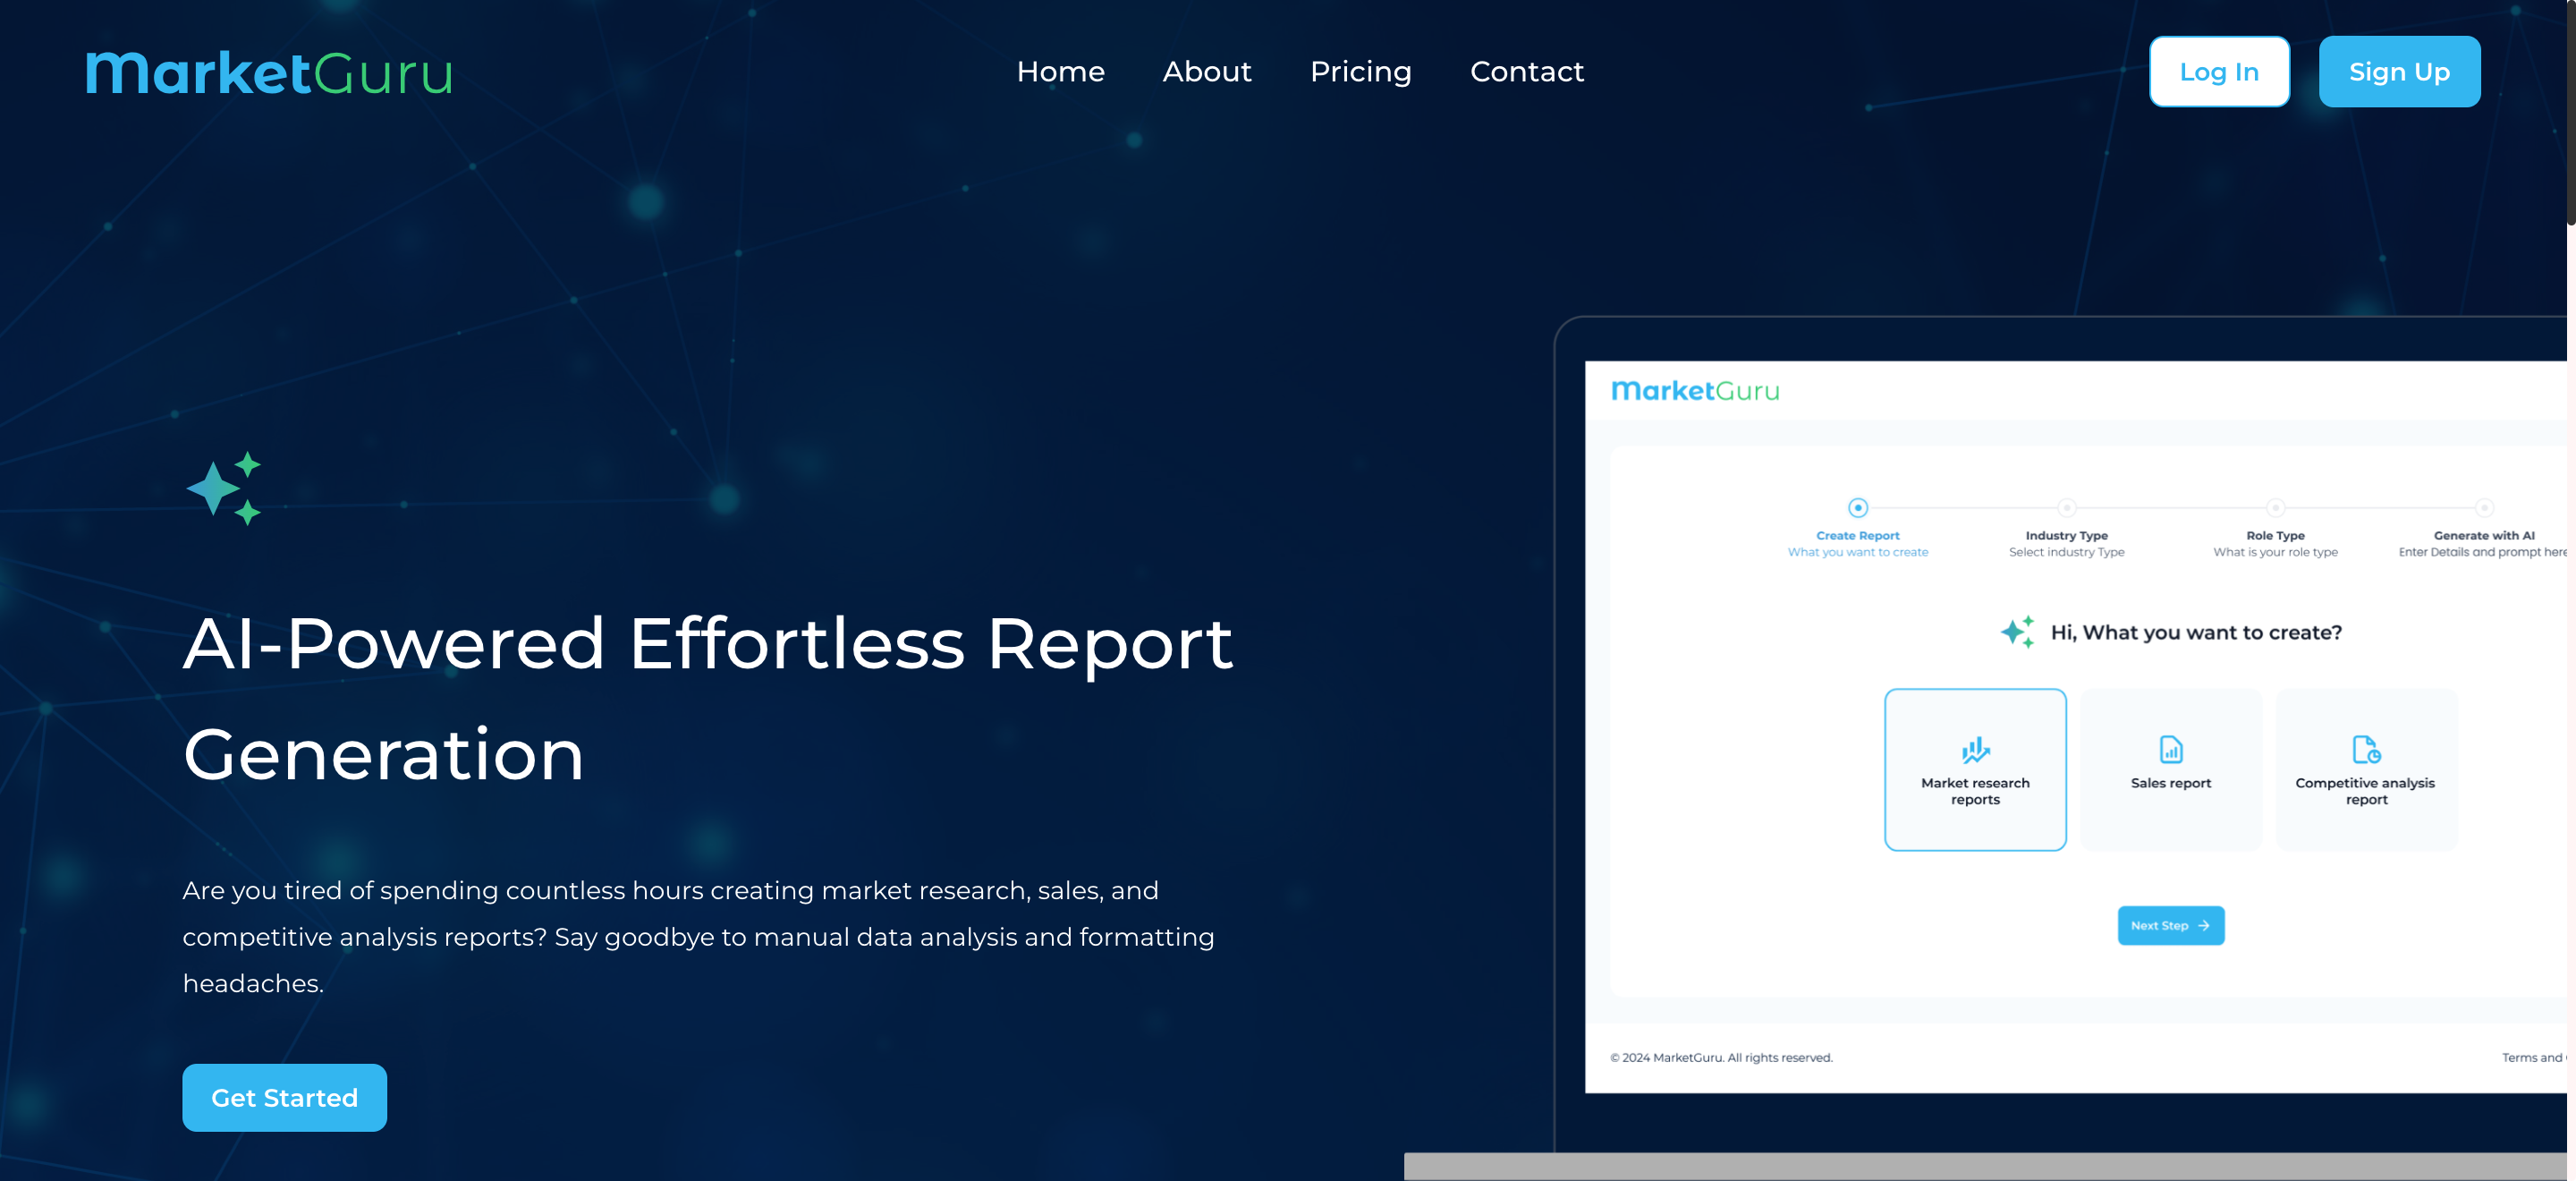 MarketGuru
Home About Pricing Contact
Log In Sign Up
AI-Powered Effortless Report
Generation
Are you tired of spending countless hours creating market research, sales, and
competitive analysis reports? Say goodbye to manual data analysis and formatting
headaches.
Get Started
MarketGuru
Create Report Industry Type Role Type Generate with AI
What you want to create Select industry Type What is your role type Enter Details and prompt here
Hi, What you want to create?
Market research
reports
Sales report
Competitive analysis
report
Next Step
© 2024 MarketGuru. All rights reserved. Terms and